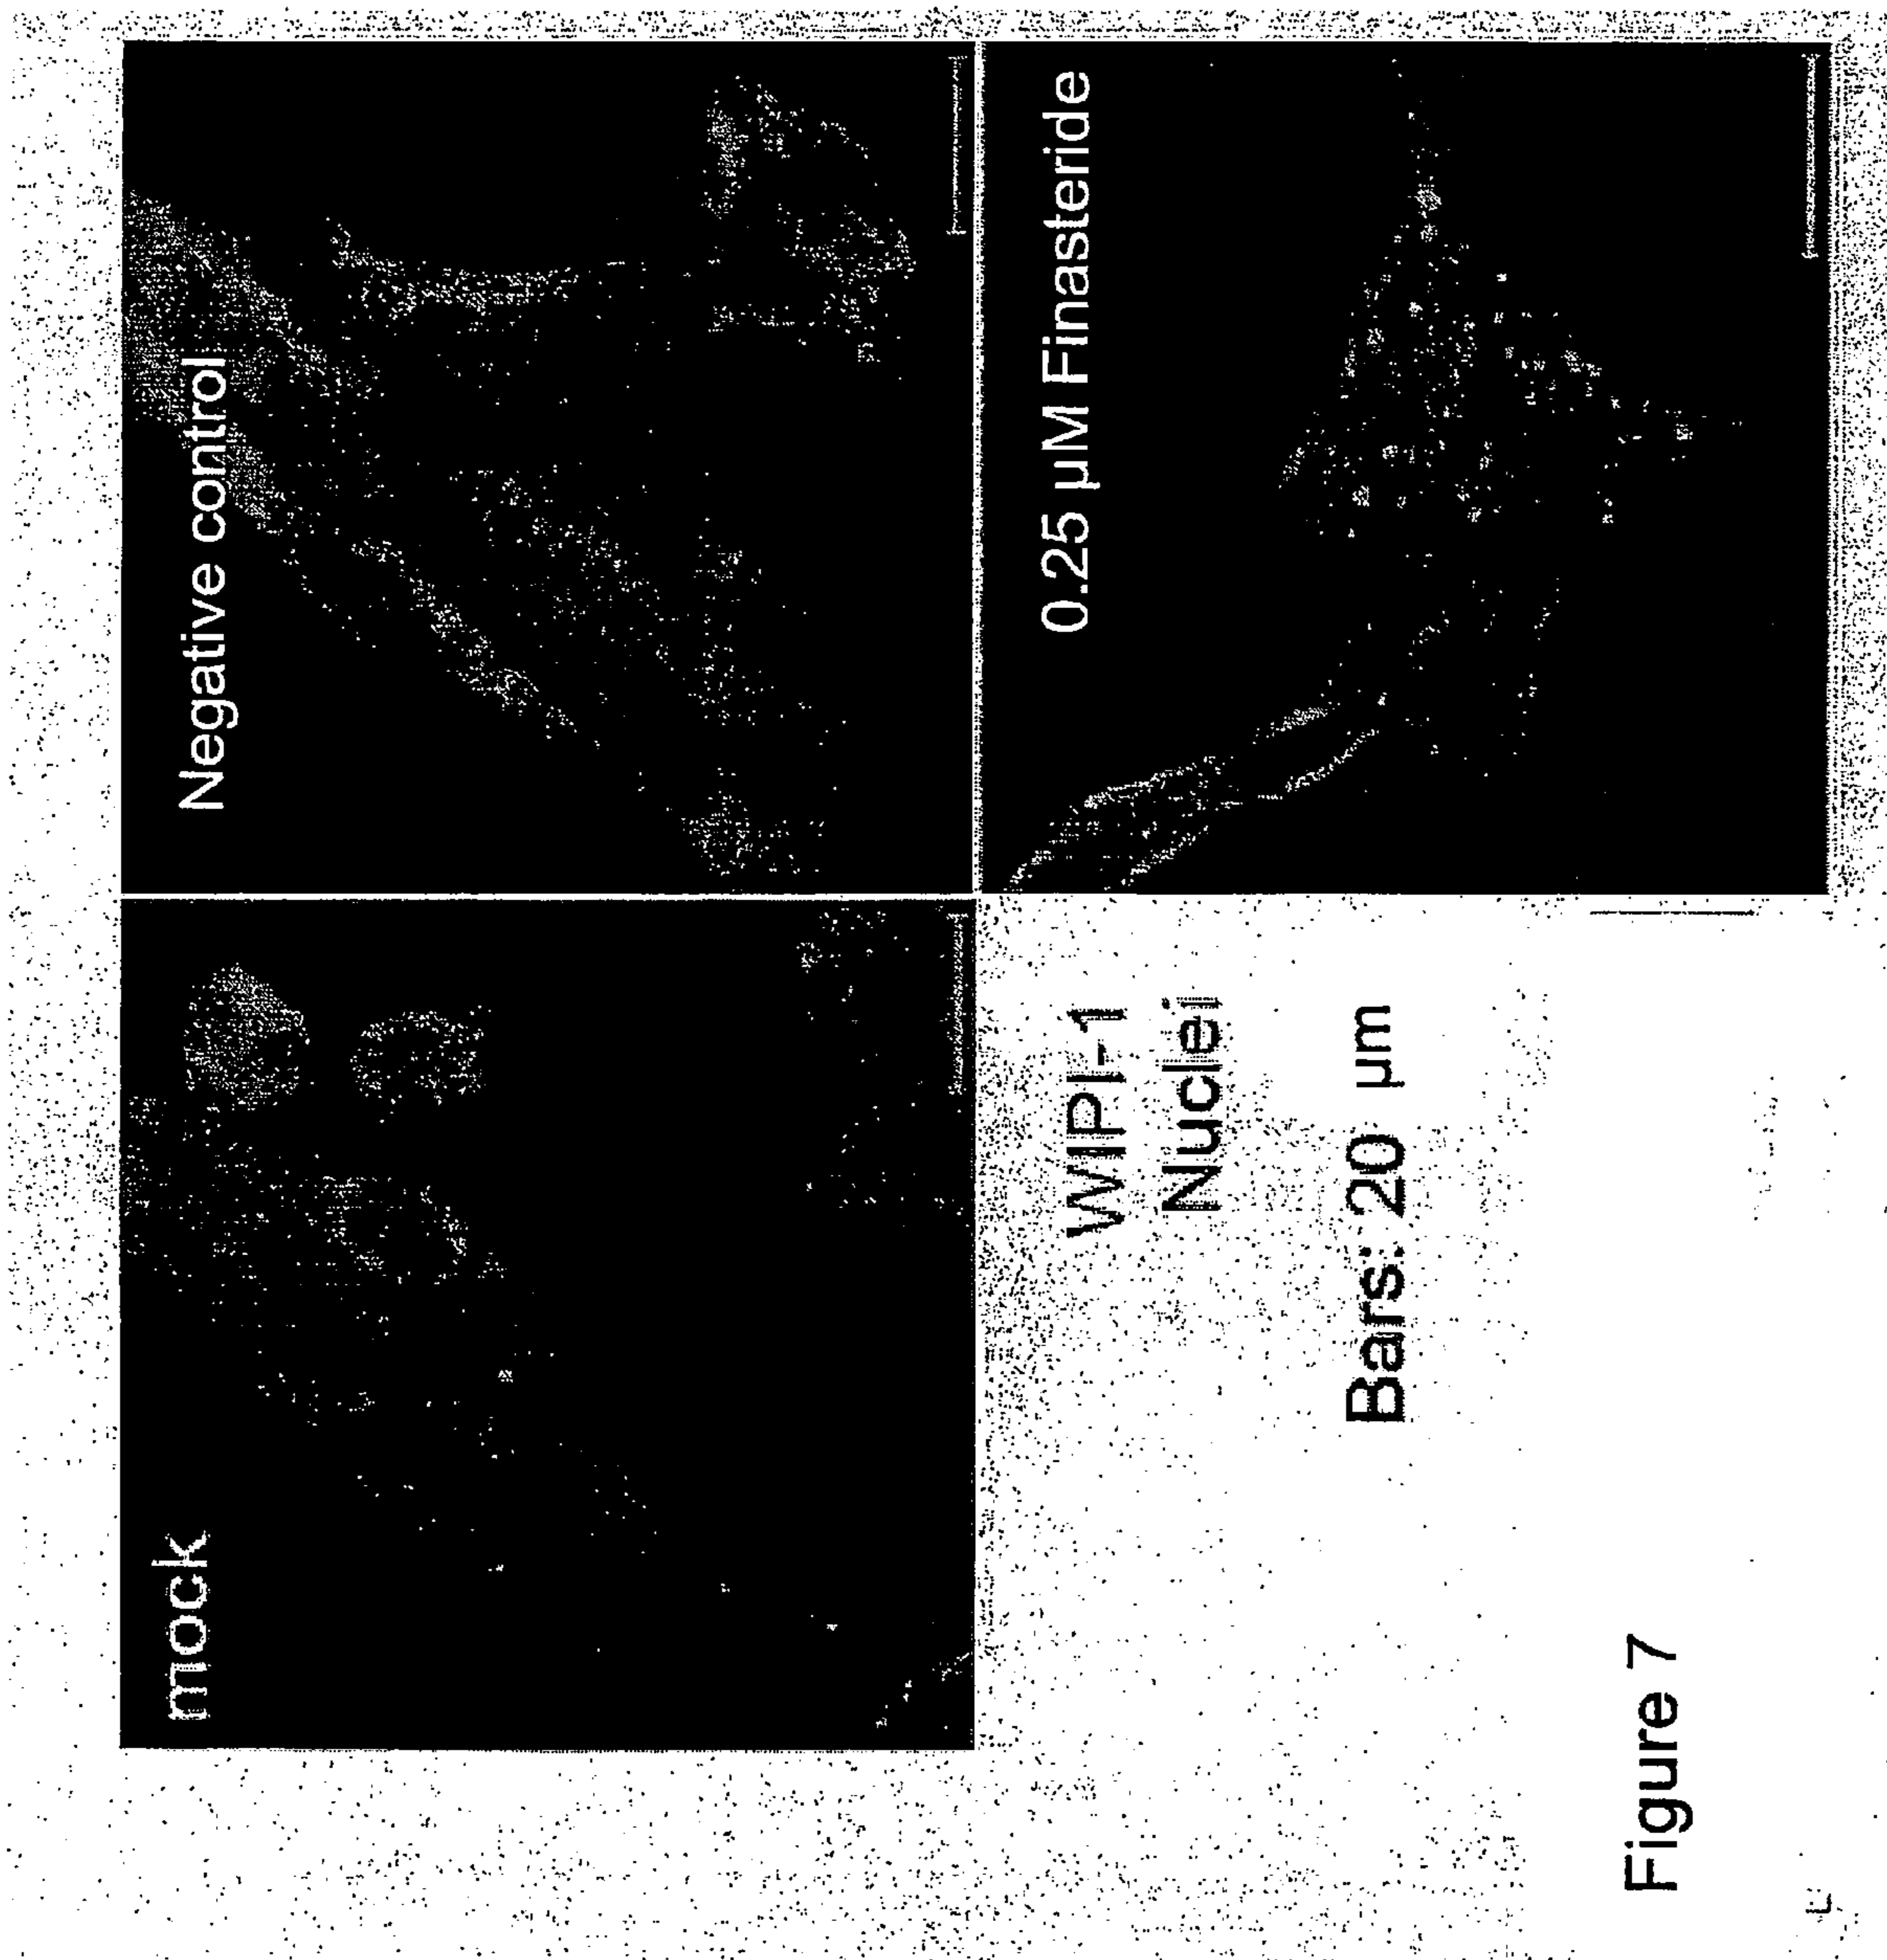 mock
Negative control
WIPI-1
Nuclei
Bars: 20 µm
0.25 µM Finasteride
Figure 7